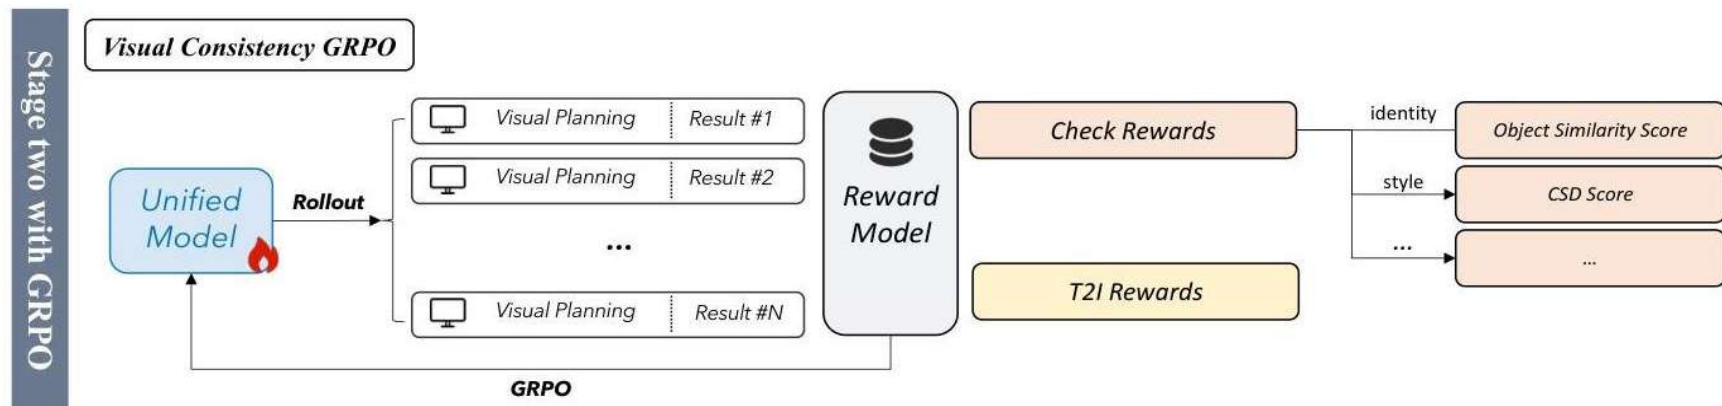 Stage two with GRPO
Visual Consistency GRPO
Unified
Model
Rollout
Visual Planning
Result #1
Visual Planning
Result #2
...
Visual Planning
Result #N
GRPO
Reward
Model
Check Rewards
T2I Rewards
identity
Object Similarity Score
style
CSD Score
...
...